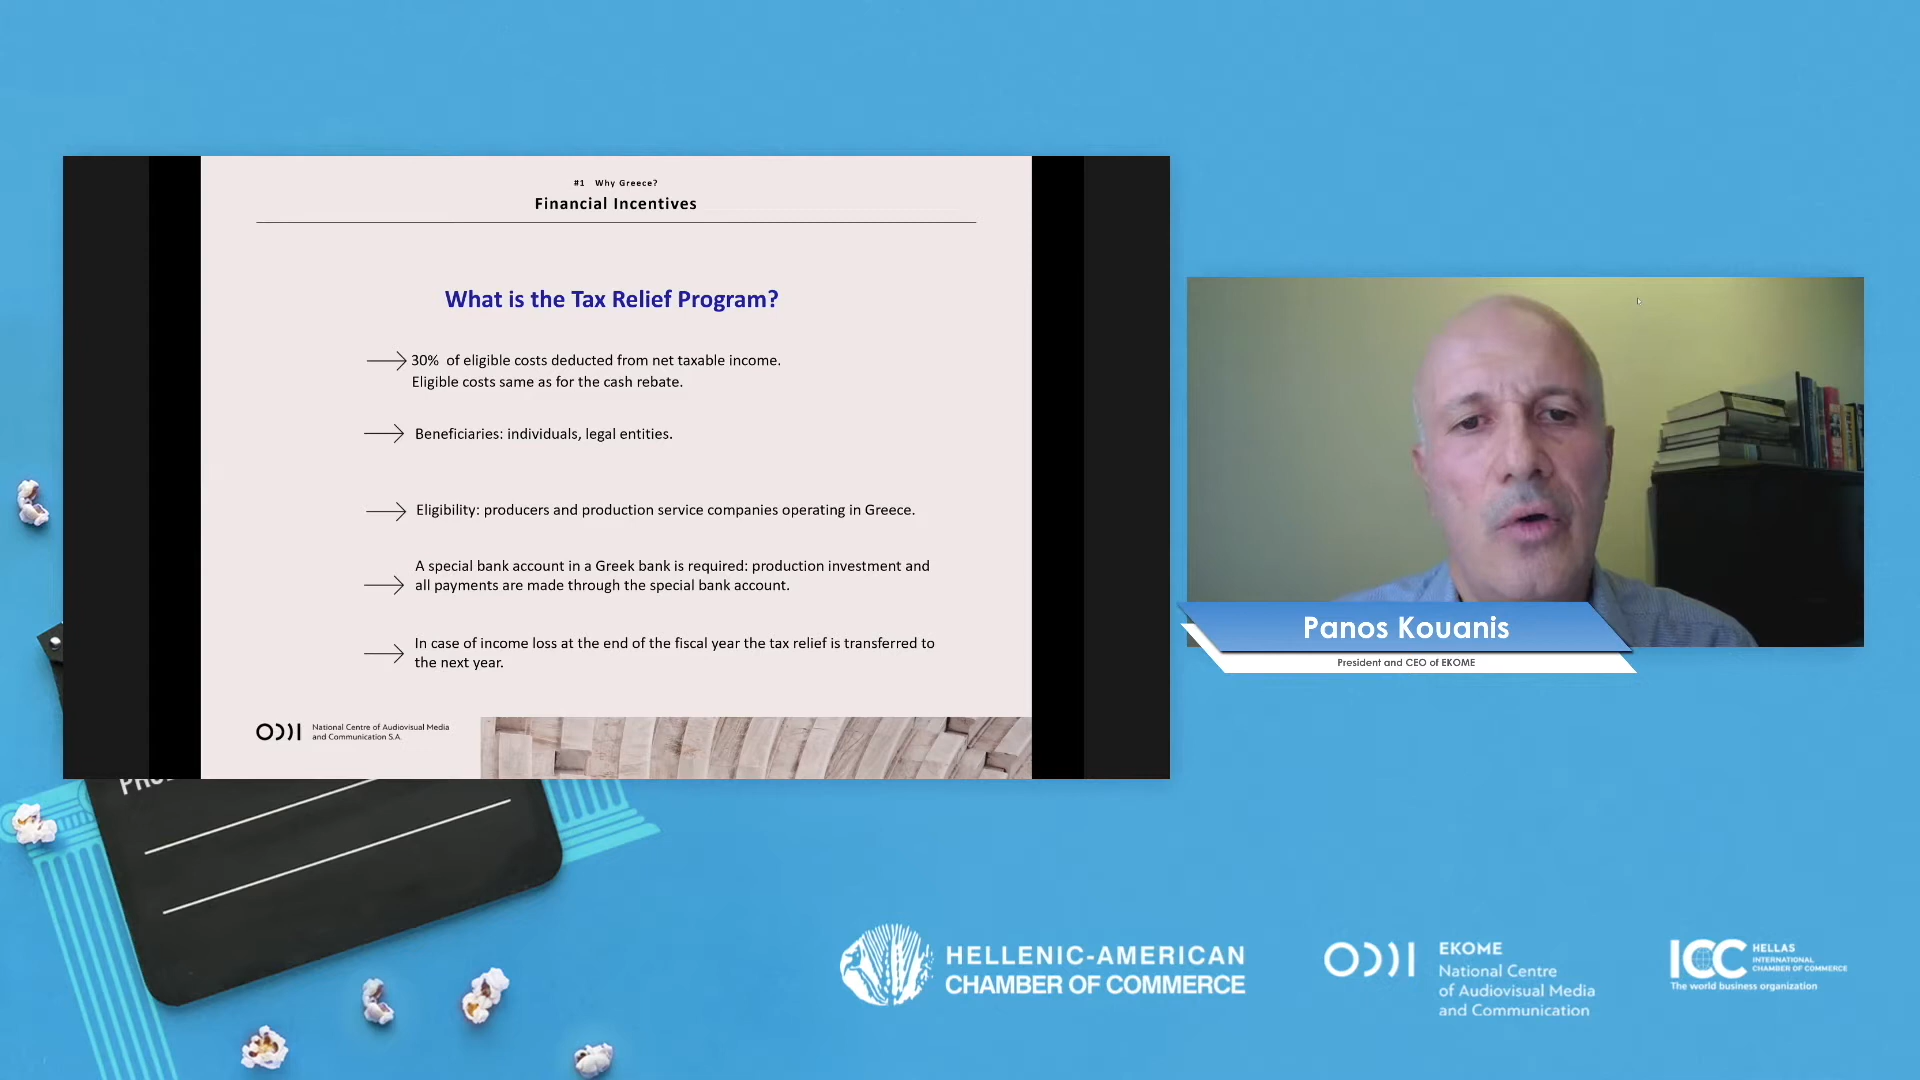 #1 Why Greece?
Financial Incentives
What is the Tax Relief Program?
30% of eligible costs deducted from net taxable income.
Eligible costs same as for the cash rebate.
Beneficiaries: individuals, legal entities.
Eligibility: producers and production service companies operating in Greece.
A special bank account in a Greek bank is required: production investment and
all payments are made through the special bank account.
In case of income loss at the end of the fiscal year the tax relief is transferred to
the next year.
National Centre of Audiovisual Media
and Communication S.A.
Panos Kouanis
President and CEO of EKOME
HELLENIC-AMERICAN
CHAMBER OF COMMERCE
EKOME
National Centre
of Audiovisual Media
and Communication
ICC HELLAS
INTERNATIONAL
CHAMBER OF COMMERCE
The world business organization